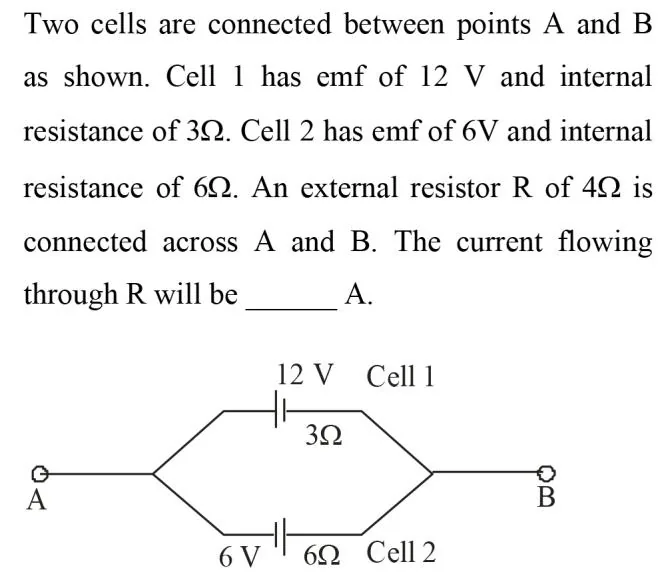 Two cells are connected between points A and B
as shown. Cell 1 has emf of 12 V and internal
resistance of 3Ω. Cell 2 has emf of 6V and internal
resistance of 6Ω. An external resistor R of 4Ω is
connected across A and B. The current flowing
through R will be ______ A.
12 V Cell 1
3Ω
A
B
6 V 6Ω Cell 2